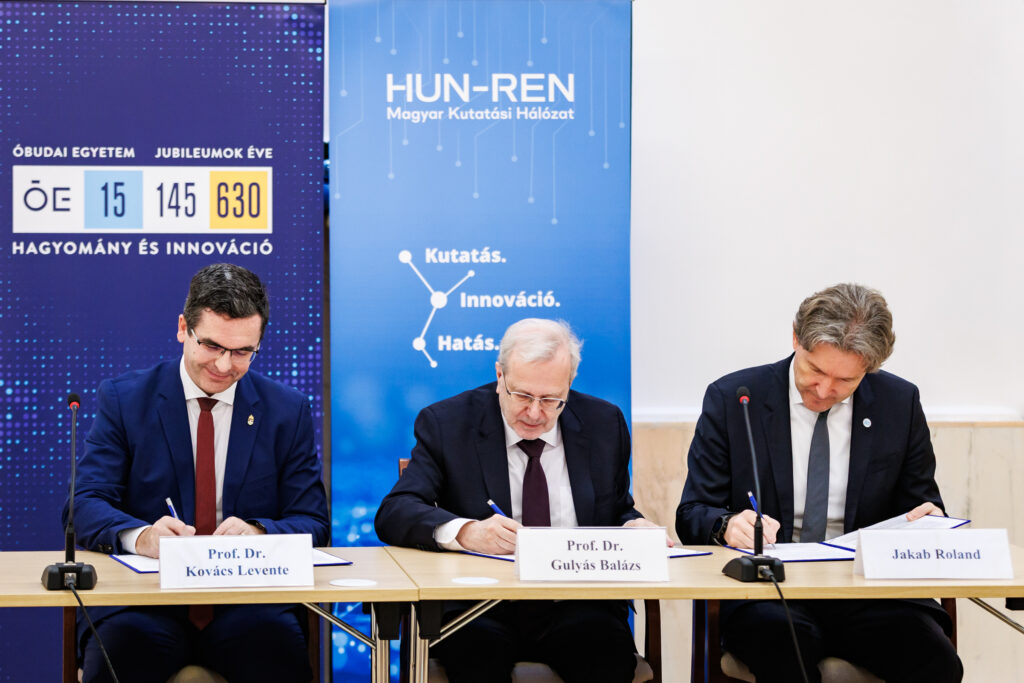 ÓBUDAI EGYETEM JUBILEUMOK ÉVE
ŌE 15 145 630
HAGYOMÁNY ÉS INNOVÁCIÓ
HUN-REN
Magyar Kutatási Hálózat
Kutatás.
Innováció.
Hatás.
Prof. Dr.
Kovács Levente
Prof. Dr.
Gulyás Balázs
Jakab Roland